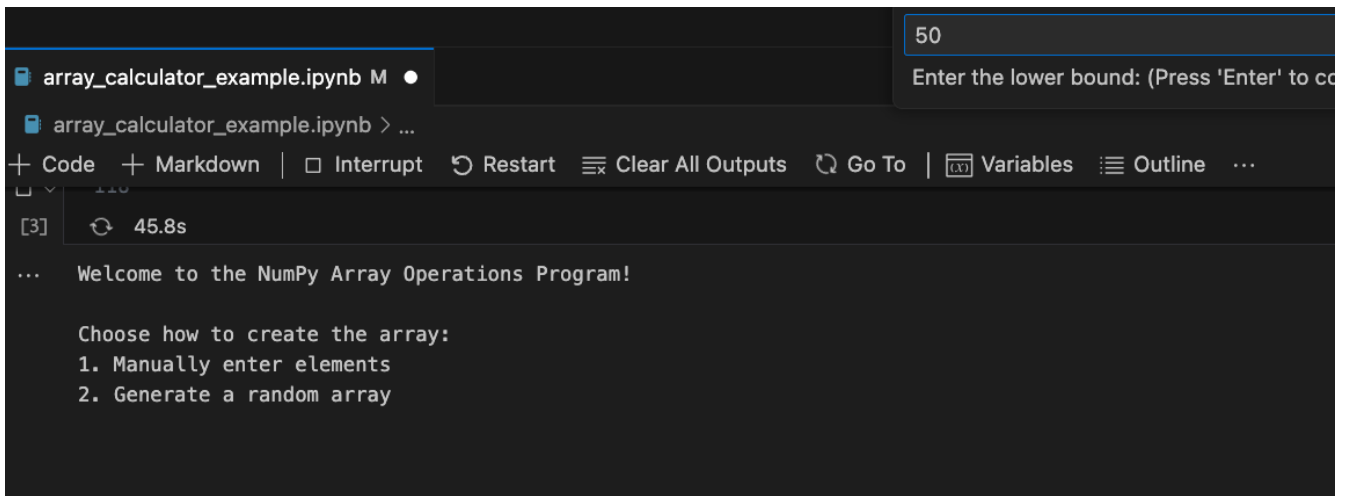 50
Enter the lower bound: (Press 'Enter' to
array_calculator_example.ipynb M
array_calculator_example.ipynb > ...
Code Markdown | Interrupt Restart Clear All Outputs Go To | Variables Outline ...
[3] 45.8s
... Welcome to the NumPy Array Operations Program!
Choose how to create the array:
1. Manually enter elements
2. Generate a random array